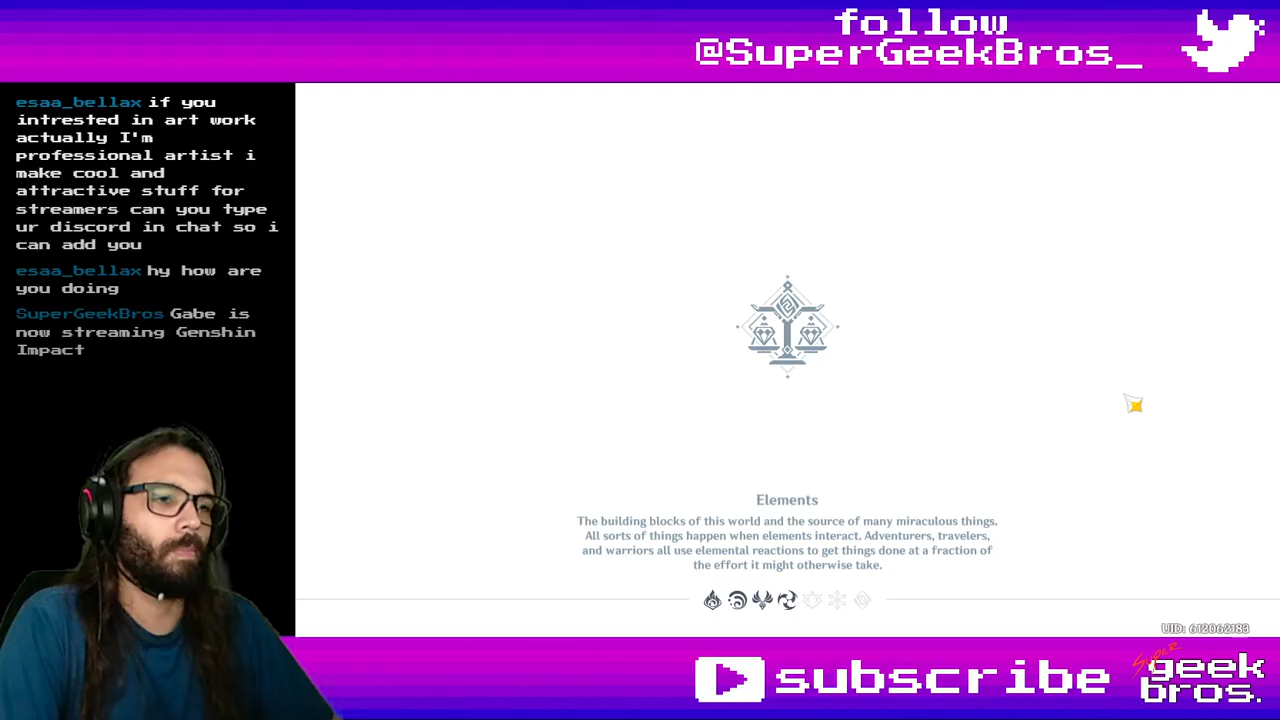 follow
@SuperGeekBros_
esaa_bellax if you
intrested in art work
actually I'm
professional artist i
make cool and
attractive stuff for
streamers can you type
ur discord in chat so i
can add you
esaa_bellax hy how are
you doing
SuperGeekBros Gabe is
now streaming Genshin
Impact
Elements
The building blocks of this world and the source of many miraculous things.
All sorts of things happen when elements interact. Adventurers, travelers,
and warriors all use elemental reactions to get things done at a fraction of
the effort it might otherwise take.
UID: 612062183
subscribe
super
geek
bros.